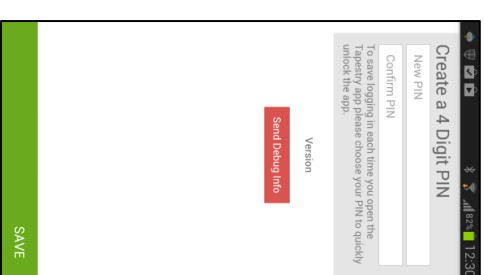 82% 12:30
Create a 4 Digit PIN
New PIN
Confirm PIN
To save logging in each time you open the
Tapestry app please choose your PIN to quickly
unlock the app.
Version
Send Debug Info
SAVE